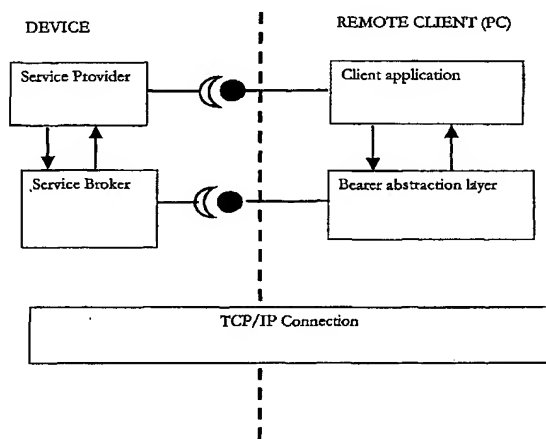 DEVICE
REMOTE CLIENT (PC)
Service Provider
Client application
Service Broker
Bearer abstraction layer
TCP/IP Connection